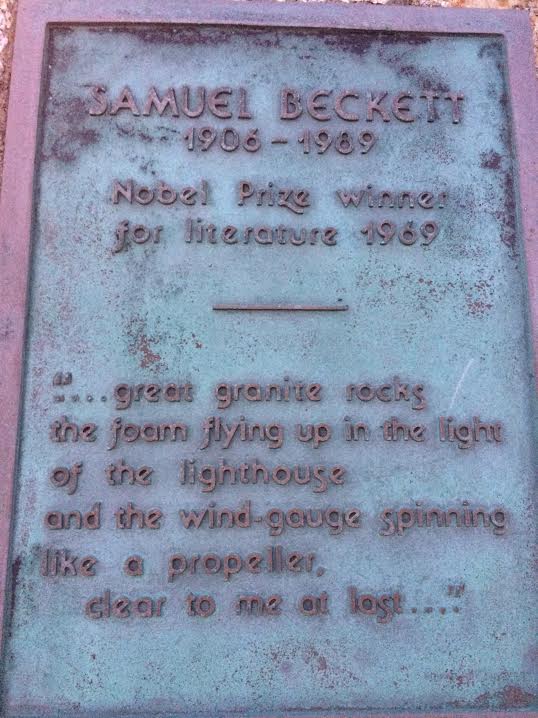 SAMUEL BECKETT
1906 - 1989
Nobel Prize winner
for literature 1969
"...great granite rocks
the foam flying up in the light
of the lighthouse
and the wind-gauge spinning
like a propeller,
clear to me at last...."